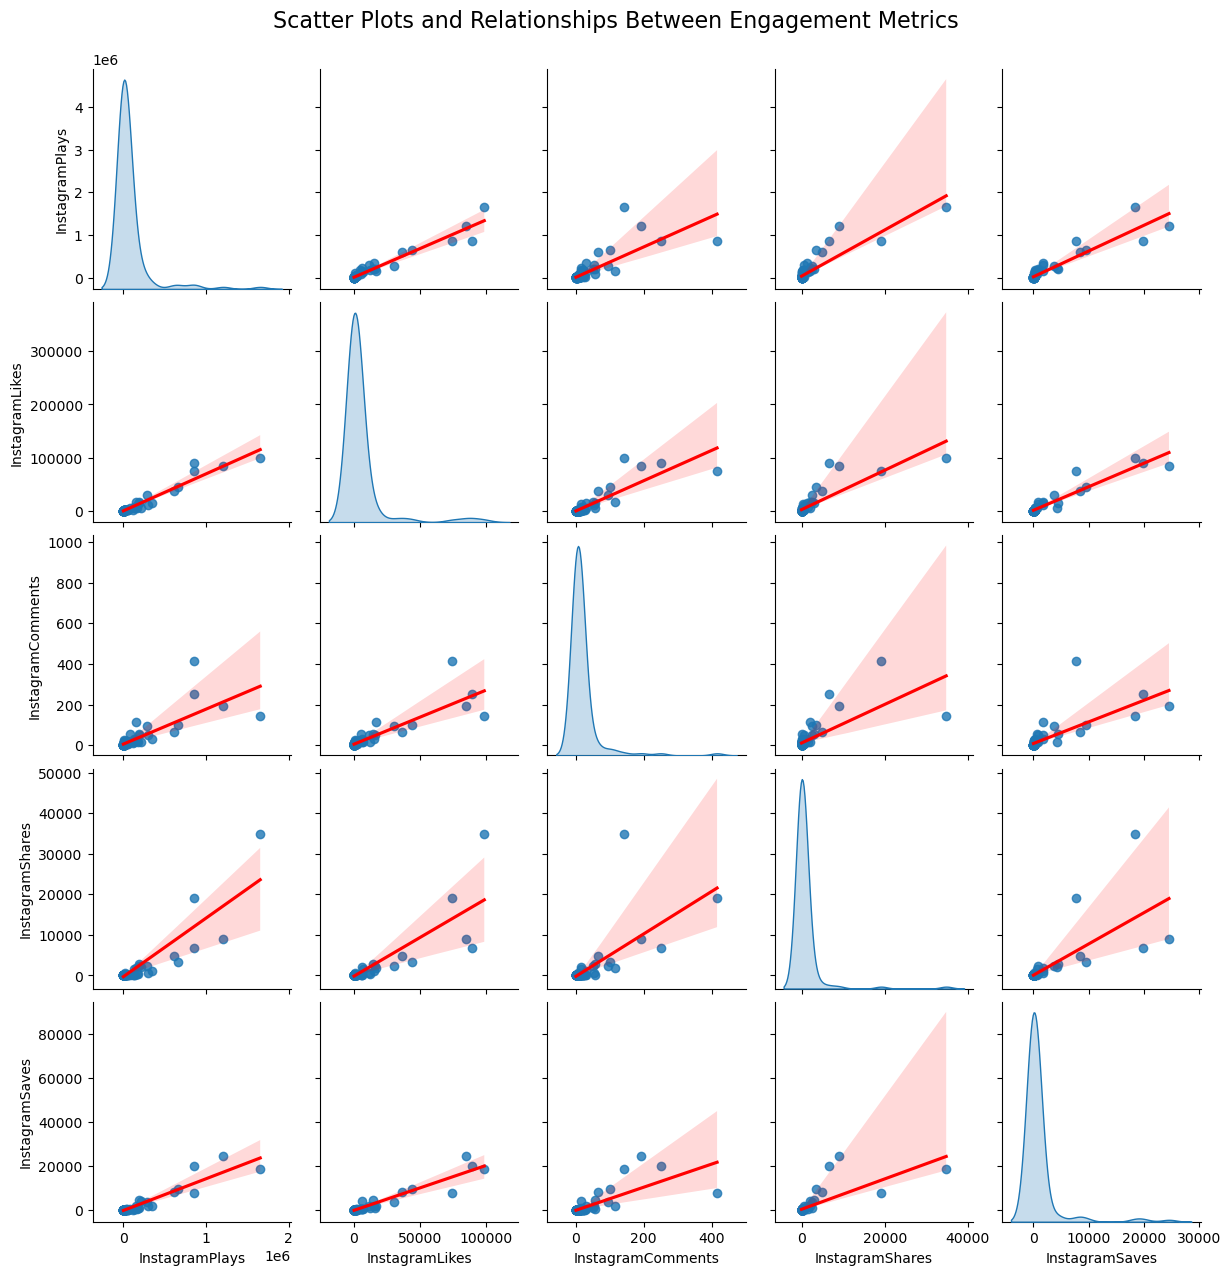 Scatter Plots and Relationships Between Engagement Metrics
1e6
4
3
2
1
0
InstagramPlays
300000
200000
100000
0
InstagramLikes
1000
800
600
400
200
0
InstagramComments
50000
40000
30000
20000
10000
0
InstagramShares
80000
60000
40000
20000
0
InstagramSaves
0 1 2
1e6
InstagramPlays
0 50000 100000
InstagramLikes
0 200 400
InstagramComments
0 20000 40000
InstagramShares
0 10000 20000 30000
InstagramSaves